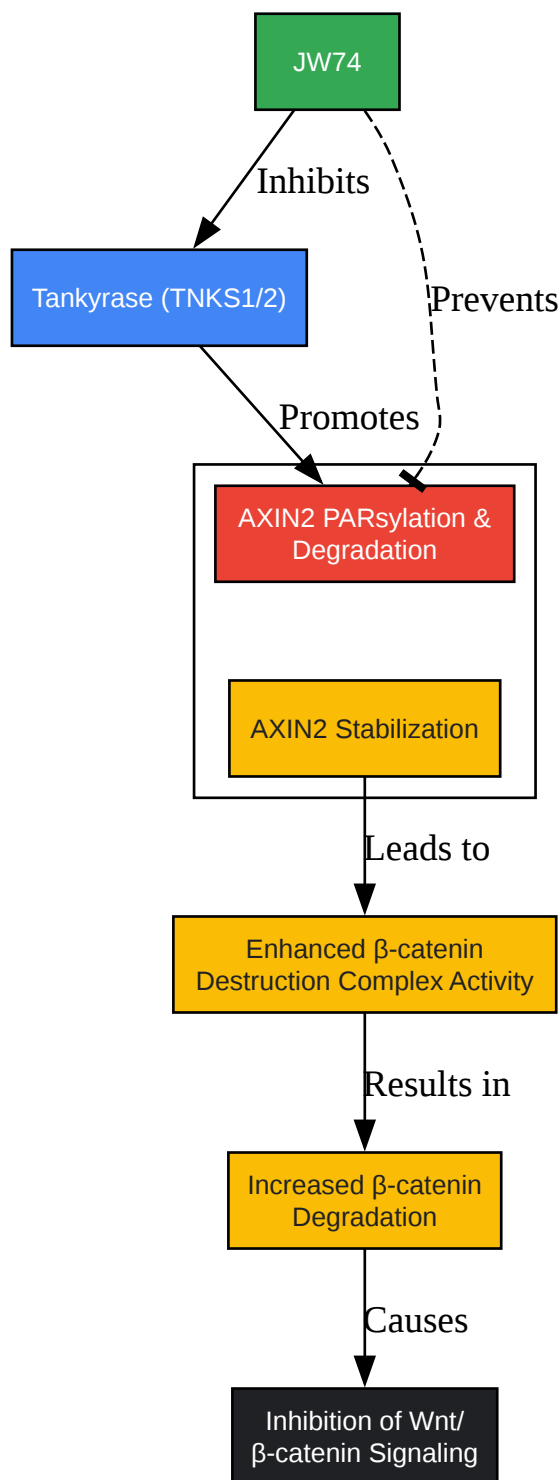 JW74
Inhibits
Tankyrase (TNKS1/2)
Prevents
Promotes
AXIN2 PARsylation &
Degradation
AXIN2 Stabilization
Leads to
Enhanced β-catenin
Destruction Complex Activity
Results in
Increased β-catenin
Degradation
Causes
Inhibition of Wnt/
β-catenin Signaling